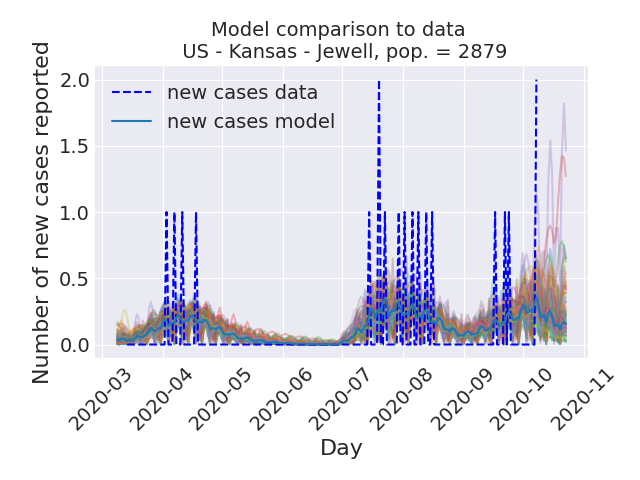 Model comparison to data
US - Kansas - Jewell, pop. = 2879
new cases data
new cases model
Number of new cases reported
2.0
1.5
1.0
0.5
0.0
2020-03
2020-04
2020-05
2020-06
2020-07
2020-08
2020-09
2020-10
2020-11
Day